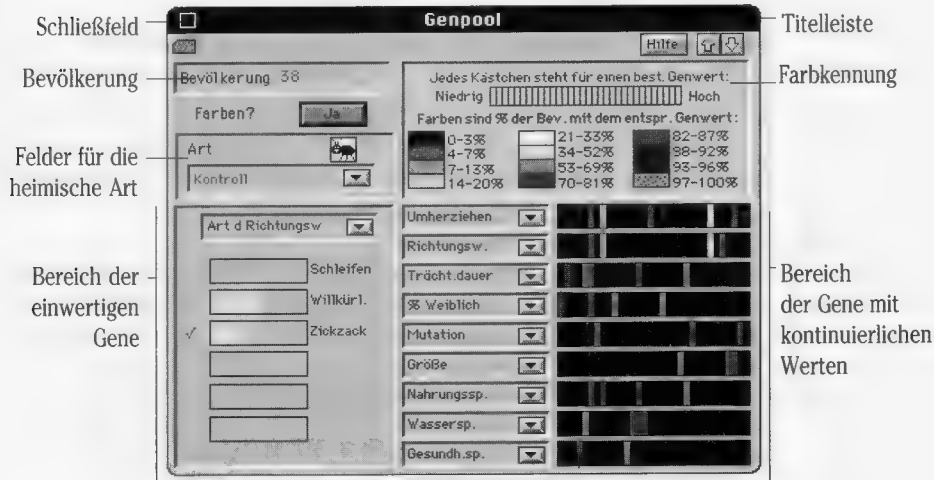 Schließfeld
Genpool
Titelleiste
Hilfe
Bevölkerung
Bevölkerung 38
Farben? Ja
Jedes Kästchen steht für einen best. Genwert:
Niedrig Hoch
Farbkennung
Farben sind % der Bev. mit dem entspr. Genwert:
0-3% 21-33% 82-87%
4-7% 34-52% 88-92%
7-13% 53-69% 93-96%
14-20% 70-81% 97-100%
Felder für die
heimische Art
Art
Kontroll
Bereich der
einwertigen
Gene
Art d Richtungsw
Schleifen
Willkürl.
✓ Zickzack
Umherziehen
Richtungsw.
Trächt.dauer
% Weiblich
Mutation
Größe
Nahrungssp.
Wassersp.
Gesundh.sp.
Bereich
der Gene mit
kontinuierlichen
Werten